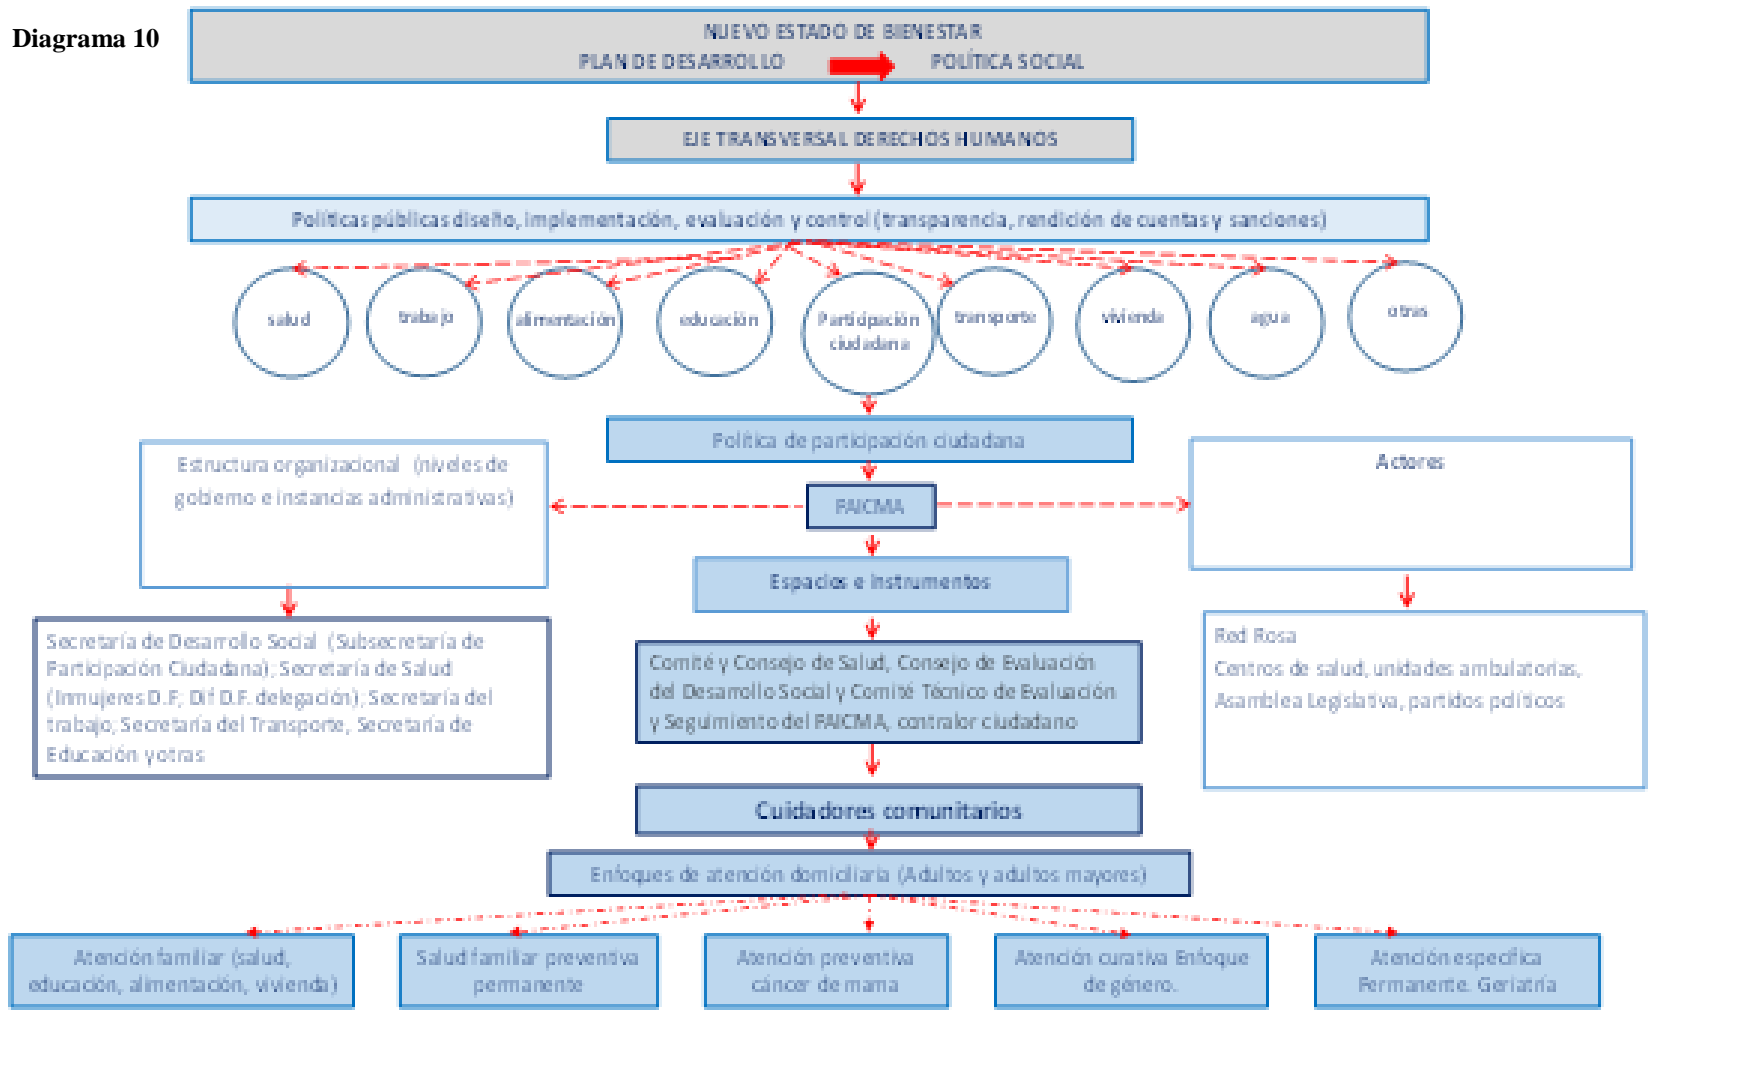 Diagrama 10
NUEVO ESTADO DE BIENESTAR
PLAN DE DESARROLLO POLÍTICA SOCIAL
EJE TRANSVERSAL DERECHOS HUMANOS
Políticas públicas diseño, implementación, evaluación y control (transparencia, rendición de cuentas y sanciones)
salud
trabajo
alimentación
educación
Participación
ciudadana
transporte
vivienda
agua
otras
Política de participación ciudadana
Estructura organizacional (niveles de
gobierno e instancias administrativas)
FAICMA
Actores
Espacios e instrumentos
Secretaría de Desarrollo Social (Subsecretaría de
Participación Ciudadana); Secretaría de Salud
(Inmujeres D.F; Dif D.F. delegación); Secretaría del
trabajo; Secretaría del Transporte, Secretaría de
Educación y otras
Comité y Consejo de Salud, Consejo de Evaluación
del Desarrollo Social y Comité Técnico de Evaluación
y Seguimiento del FAICMA, contralor ciudadano
Red Rosa
Centros de salud, unidades ambulatorias,
Asamblea Legislativa, partidos políticos
Cuidadores comunitarios
Enfoques de atención domiciliaria (Adultos y adultos mayores)
Atención familiar (salud,
educación, alimentación, vivienda)
Salud familiar preventiva
permanente
Atención preventiva
cáncer de mama
Atención curativa Enfoque
de género.
Atención específica
Permanente. Geriatría